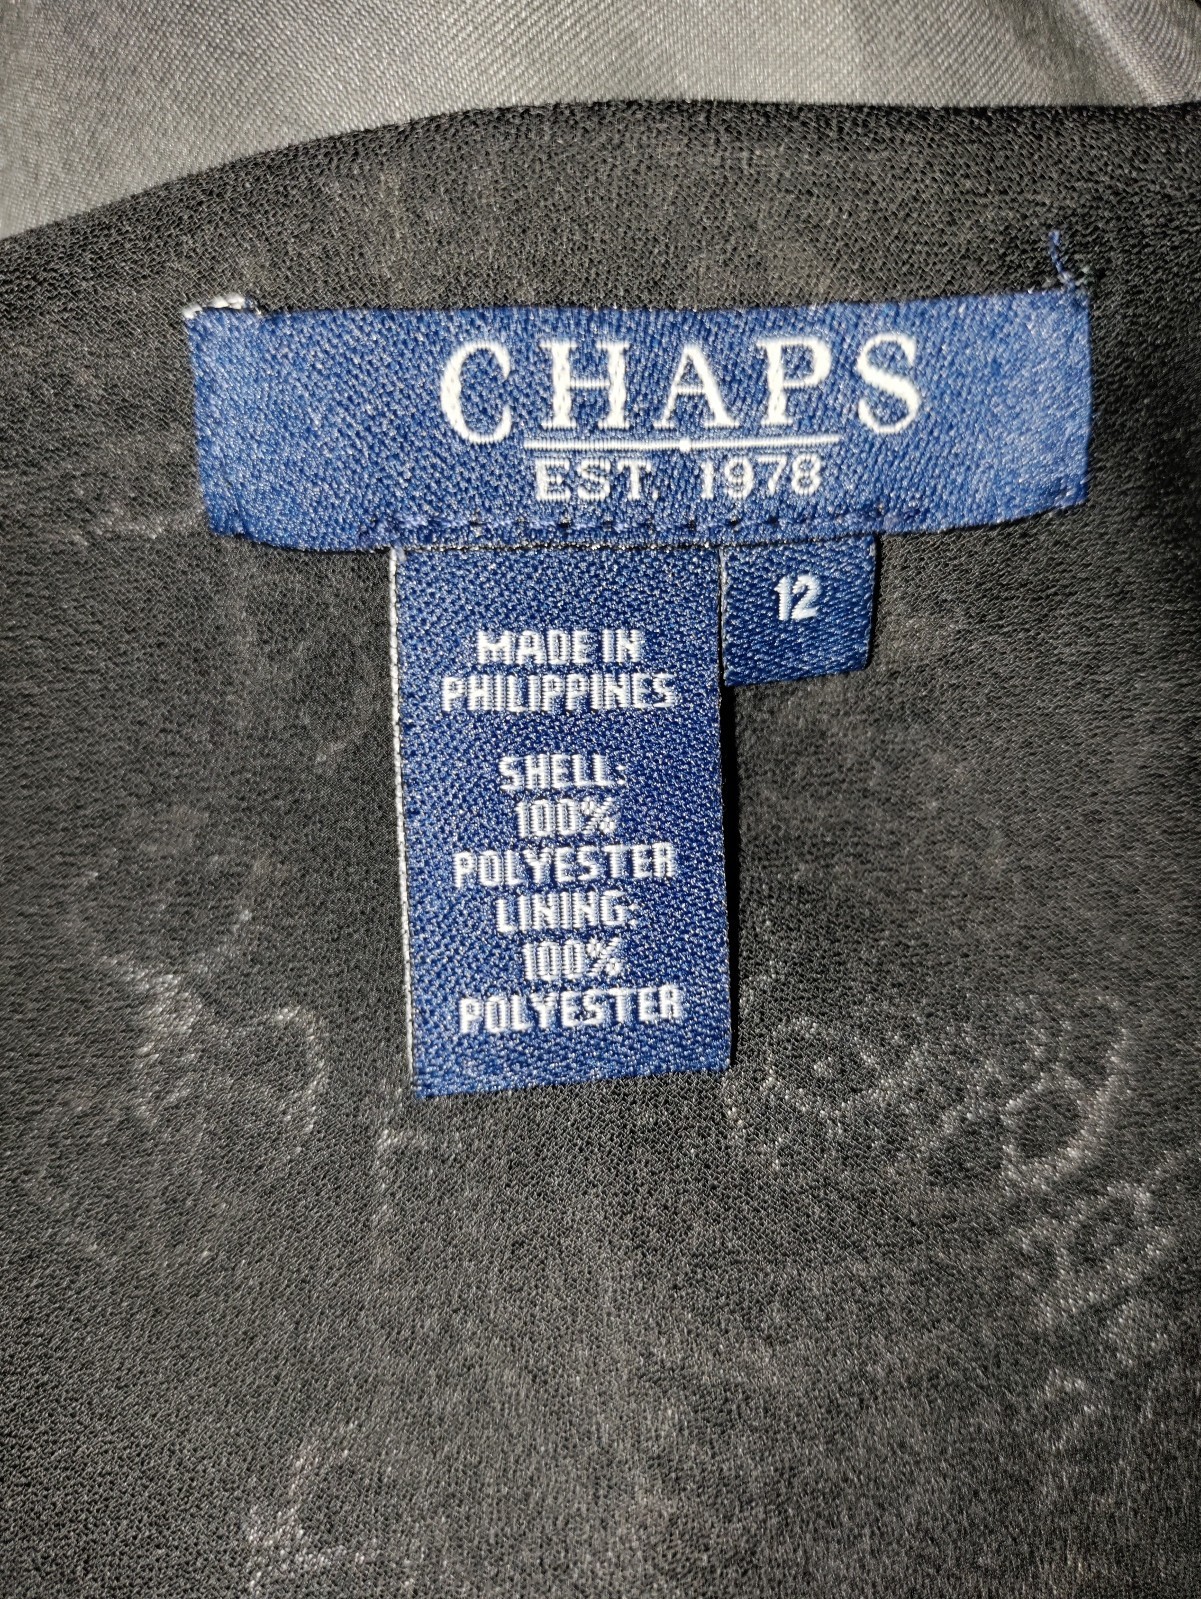 CHAPS
EST. 1978
12
MADE IN
PHILIPPINES
SHELL:
100%
POLYESTER
LINING:
100%
POLYESTER